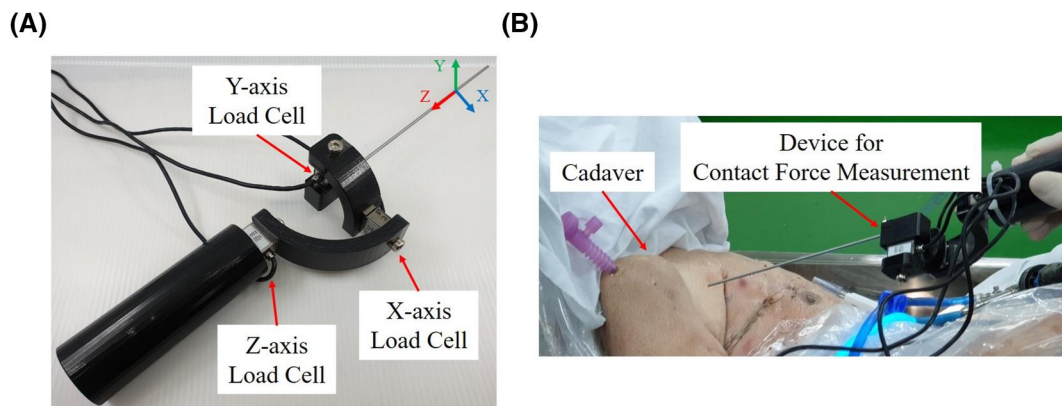 (A)
Y-axis
Load Cell
Y
Z
X
X-axis
Load Cell
Z-axis
Load Cell
(B)
Cadaver
Device for
Contact Force Measurement